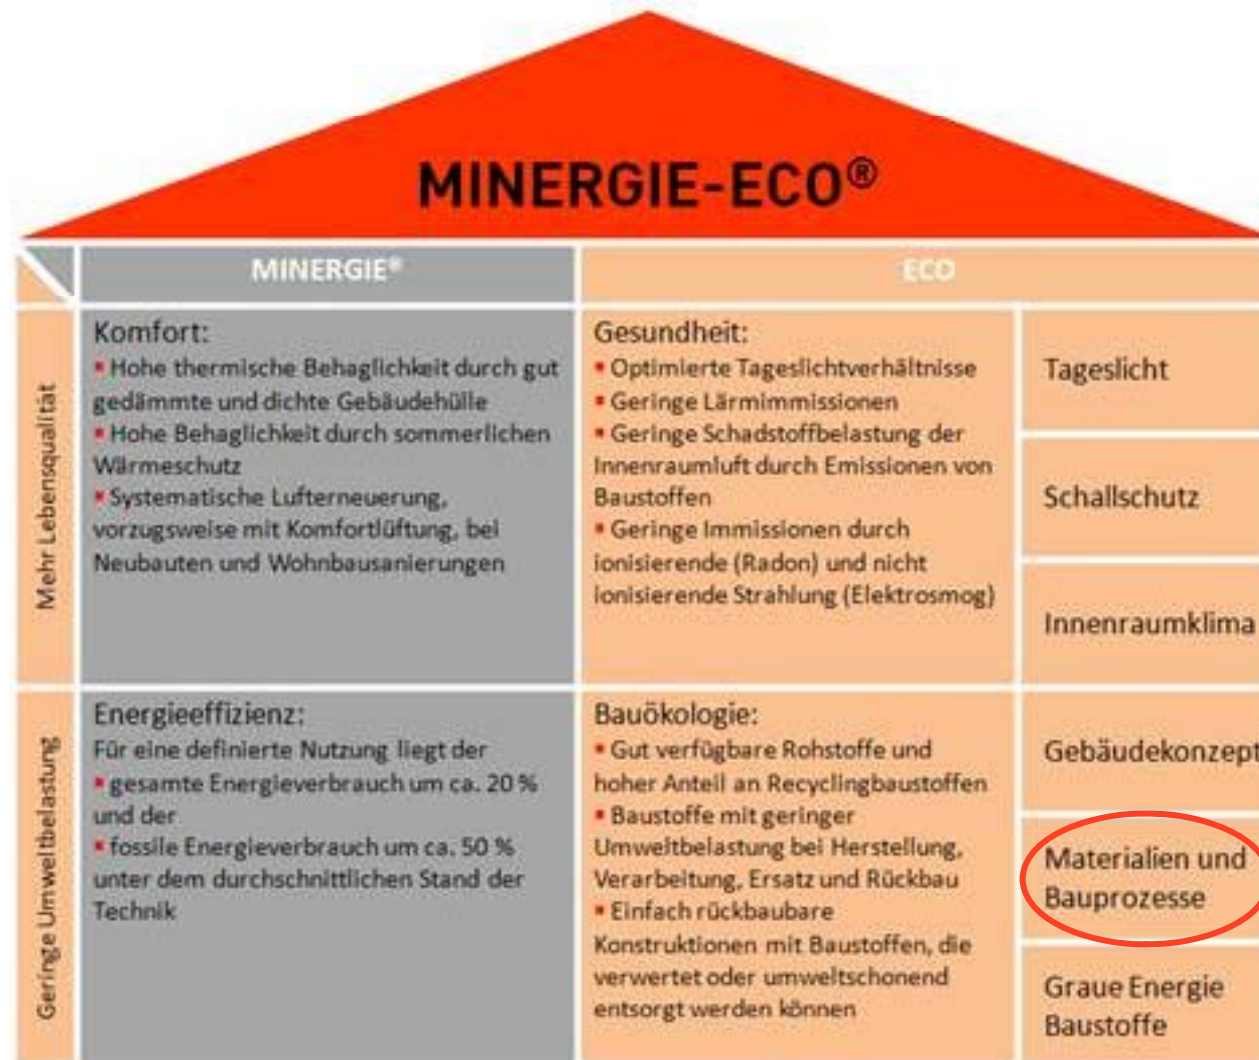 MINERGIE-ECO®
MINERGIE®
ECO
Mehr Lebensqualität
Komfort:
▪ Hohe thermische Behaglichkeit durch gut
gedämmte und dichte Gebäudehülle
▪ Hohe Behaglichkeit durch sommerlichen
Wärmeschutz
▪ Systematische Lufterneuerung,
vorzugsweise mit Komfortlüftung, bei
Neubauten und Wohnbausanierungen
Gesundheit:
▪ Optimierte Tageslichtverhältnisse
▪ Geringe Lärmimmissionen
▪ Geringe Schadstoffbelastung der
Innenraumluft durch Emissionen von
Baustoffen
▪ Geringe Immissionen durch
ionisierende (Radon) und nicht
ionisierende Strahlung (Elektrosmog)
Tageslicht
Schallschutz
Innenraumklima
Geringe Umweltbelastung
Energieeffizienz:
Für eine definierte Nutzung liegt der
▪ gesamte Energieverbrauch um ca. 20 %
und der
▪ fossile Energieverbrauch um ca. 50 %
unter dem durchschnittlichen Stand der
Technik
Bauökologie:
▪ Gut verfügbare Rohstoffe und
hoher Anteil an Recyclingbaustoffen
▪ Baustoffe mit geringer
Umweltbelastung bei Herstellung,
Verarbeitung, Ersatz und Rückbau
▪ Einfach rückbaubare
Konstruktionen mit Baustoffen, die
verwertet oder umweltschonend
entsorgt werden können
Gebäudekonzept
Materialien und
Bauprozesse
Graue Energie
Baustoffe